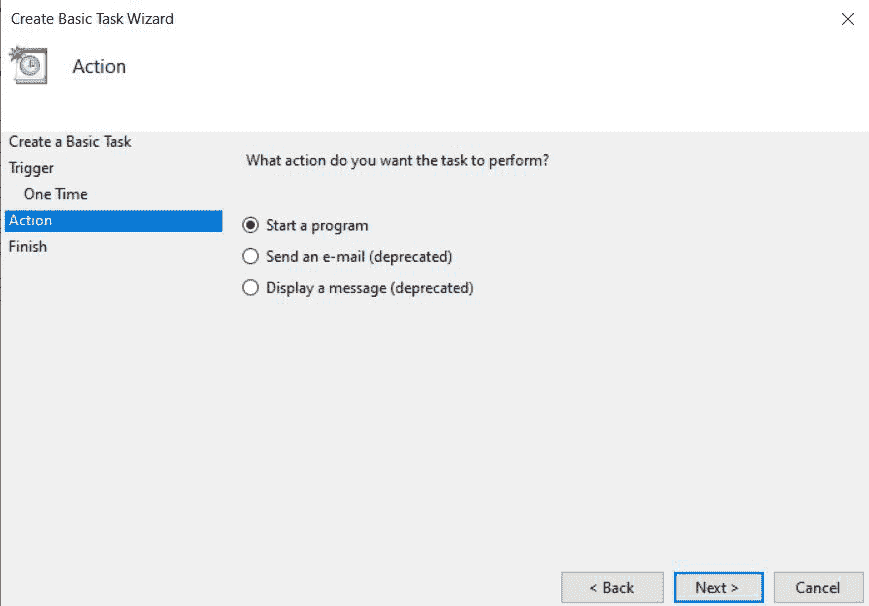 Create Basic Task Wizard
Action
Create a Basic Task
Trigger
One Time
Action
Finish
What action do you want the task to perform?
Start a program
Send an e-mail (deprecated)
Display a message (deprecated)
< Back
Next >
Cancel